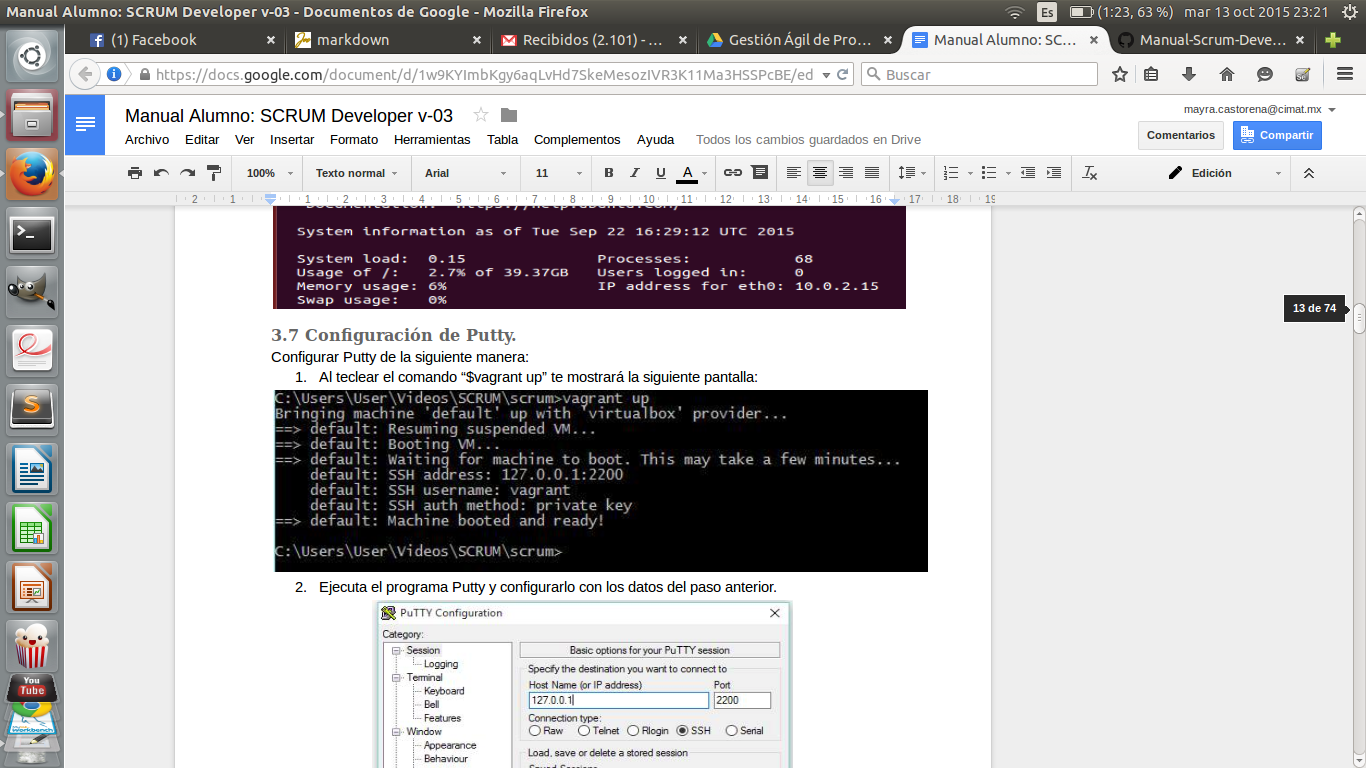 Manual Alumno: SCRUM Developer v-03 - Documentos de Google - Mozilla Firefox
Es
(1:23, 63 %)
mar 13 oct 2015 23:21
(1) Facebook
markdown
Recibidos (2.101) - ...
Gestión Ágil de Pro...
Manual Alumno: SC...
Manual-Scrum-Deve...
https://docs.google.com/document/d/1w9KYImbKgy6aqLvHd7SkeMesozIVR3K11Ma3HSSPcBE/ed
Buscar
Manual Alumno: SCRUM Developer v-03
mayra.castorena@cimat.mx
Archivo Editar Ver Insertar Formato Herramientas Tabla Complementos Ayuda
Todos los cambios guardados en Drive
Comentarios
Compartir
100% Texto normal Arial 11 B I U A Edición
2 1 1 2 3 4 5 6 7 8 9 10 11 12 13 14 15 16 17 18 19
System information as of Tue Sep 22 16:29:12 UTC 2015
System load: 0.15 Processes: 68
Usage of /: 2.7% of 39.37GB Users logged in: 0
Memory usage: 6% IP address for eth0: 10.0.2.15
Swap usage: 0%
13 de 74
3.7 Configuración de Putty.
Configurar Putty de la siguiente manera:
1. Al teclear el comando “$vagrant up” te mostrará la siguiente pantalla:
C:\Users\User\Videos\SCRUM\scrum>vagrant up
Bringing machine 'default' up with 'virtualbox' provider...
==> default: Resuming suspended VM...
==> default: Booting VM...
==> default: Waiting for machine to boot. This may take a few minutes...
default: SSH address: 127.0.0.1:2200
default: SSH username: vagrant
default: SSH auth method: private key
==> default: Machine booted and ready!
C:\Users\User\Videos\SCRUM\scrum>
2. Ejecuta el programa Putty y configurarlo con los datos del paso anterior.
PuTTY Configuration
Category:
Session
Logging
Terminal
Keyboard
Bell
Features
Window
Appearance
Behaviour
Basic options for your PuTTY session
Specify the destination you want to connect to
Host Name (or IP address) Port
127.0.0.1 2200
Connection type:
Raw Telnet Rlogin SSH Serial
Load, save or delete a stored session
You
Tube
Workbench